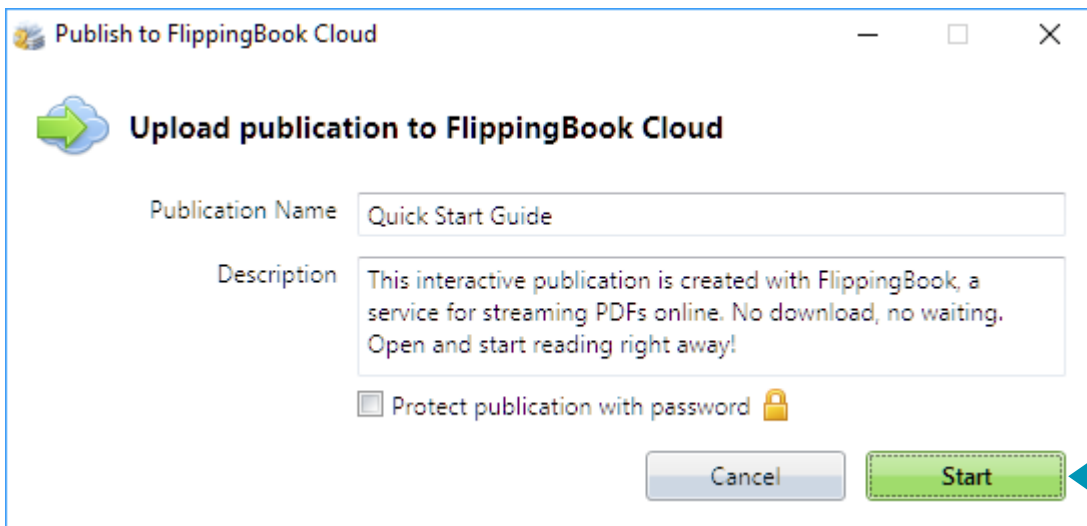 Publish to FlippingBook Cloud
Upload publication to FlippingBook Cloud
Publication Name
Quick Start Guide
Description
This interactive publication is created with FlippingBook, a
service for streaming PDFs online. No download, no waiting.
Open and start reading right away!
Protect publication with password
Cancel
Start